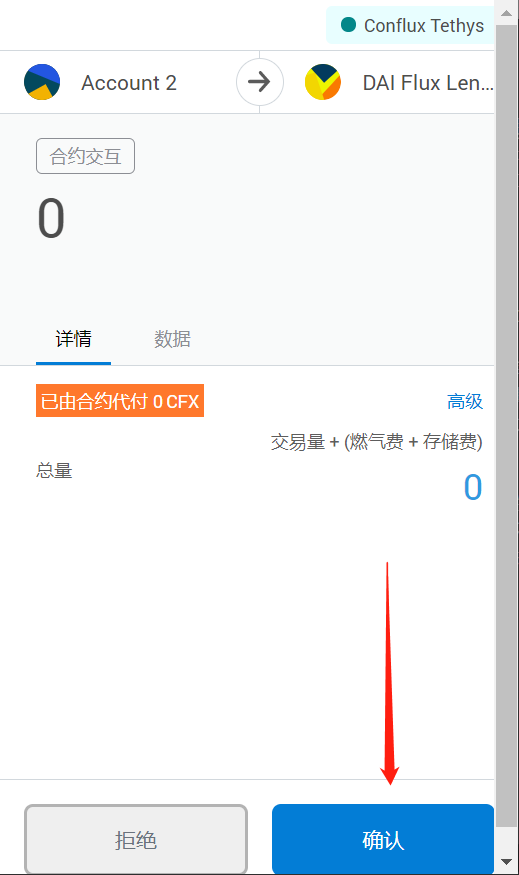 Conflux Tethys
Account 2
DAI Flux Len...
合约交互
0
详情
数据
已由合约代付 0 CFX
高级
交易量 + (燃气费 + 存储费)
总量
0
拒绝
确认